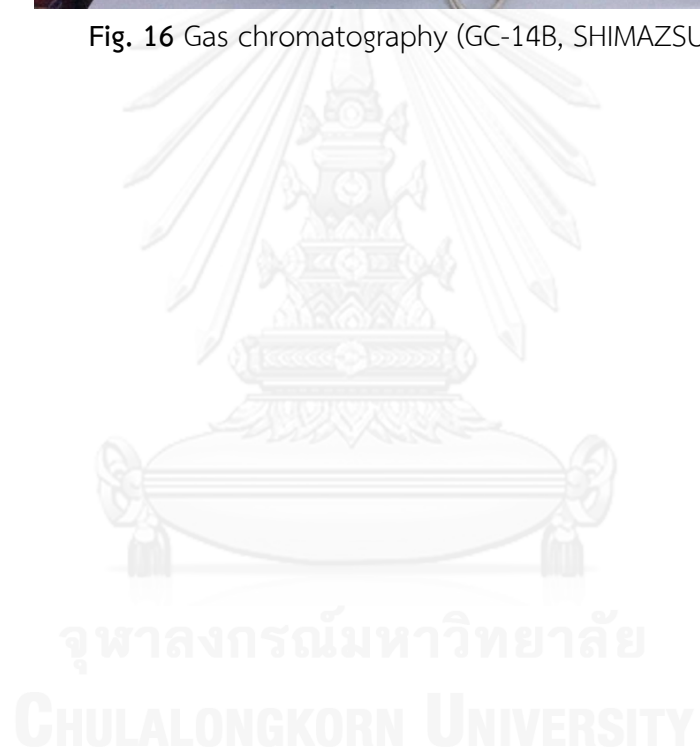 Fig. 16 Gas chromatography (GC-14B, SHIMAZSU
จุฬาลงกรณ์มหาวิทยาลัย
CHULALONGKORN UNIVERSITY